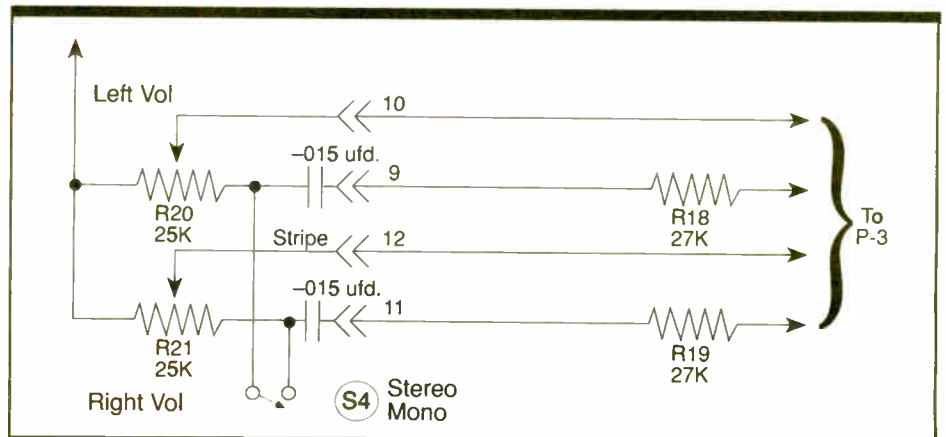 Left Vol
10
–015 ufd.
9
R20
25K
R18
27K
Stripe
12
To
P-3
–015 ufd.
11
R21
25K
R19
27K
Right Vol
S4
Stereo
Mono